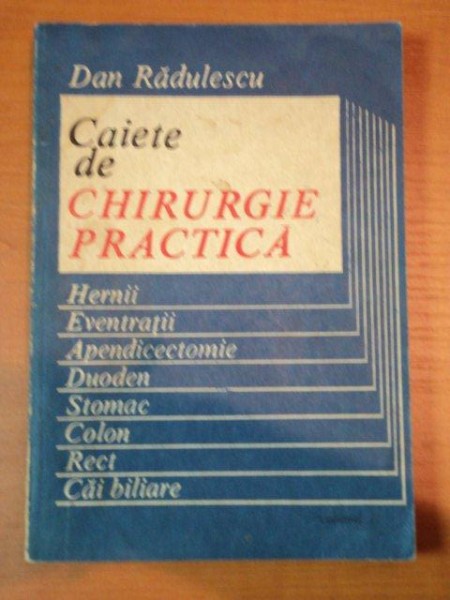 Dan Rădulescu
Caiete
de
CHIRURGIE
PRACTICĂ
Hernii
Eventrații
Apendicectomie
Duoden
Stomac
Colon
Rect
Căi biliare